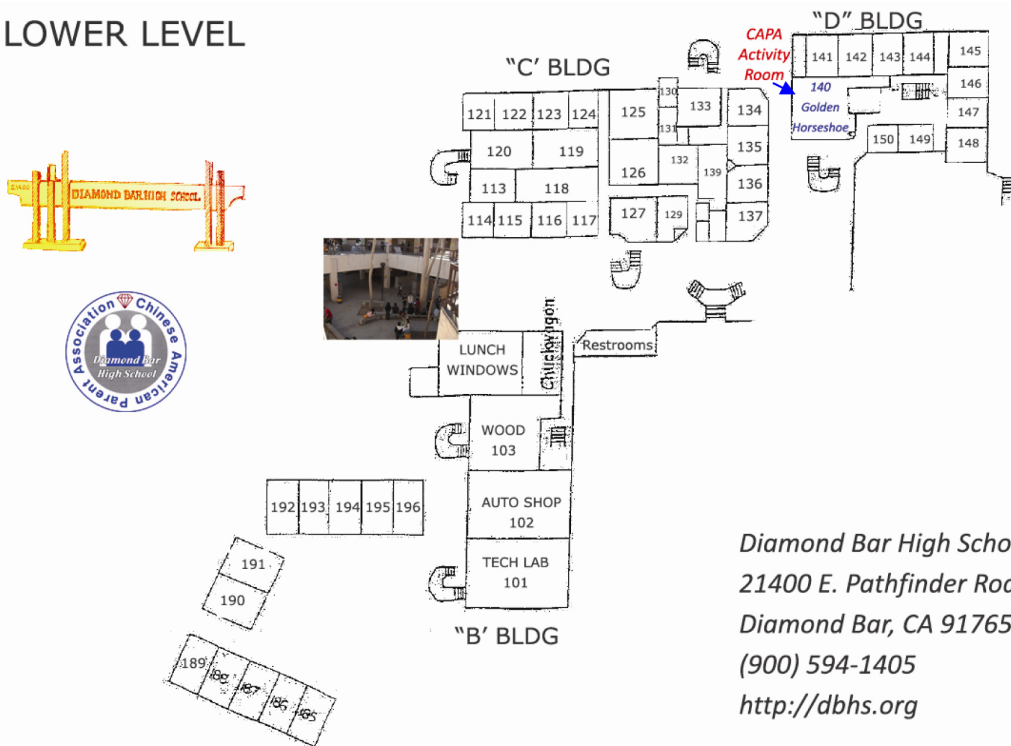 LOWER LEVEL
"D" BLDG
CAPA
Activity
Room
141 142 143 144 145
140
Golden
Horseshoe
146
147
150 149 148
"C' BLDG
121 122 123 124 125 130 133 134
131
120 119 126 132 139 135
113 118 136
114 115 116 117 127 129 137
DIAMOND BAR HIGH SCHOOL
Chinese American Parent Association
Diamond Bar
High School
LUNCH
WINDOWS
Chuckwagon
Restrooms
WOOD
103
192 193 194 195 196
AUTO SHOP
102
191
190
TECH LAB
101
"B' BLDG
189 188 187 186 185
Diamond Bar High Scho
21400 E. Pathfinder Roa
Diamond Bar, CA 91765
(900) 594-1405
http://dbhs.org